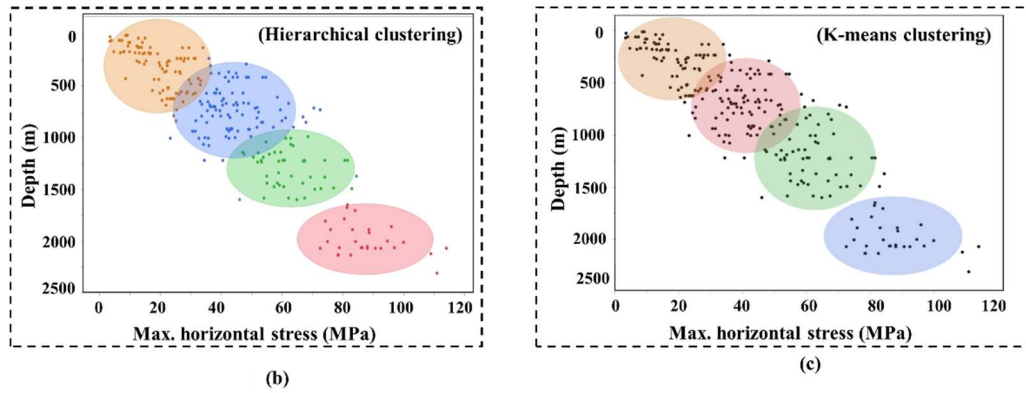 (Hierarchical clustering)
0
500
1000
1500
2000
2500
Depth (m)
0 20 40 60 80 100 120
Max. horizontal stress (MPa)
(b)
(K-means clustering)
0
500
1000
1500
2000
2500
Depth (m)
0 20 40 60 80 100 120
Max. horizontal stress (MPa)
(c)